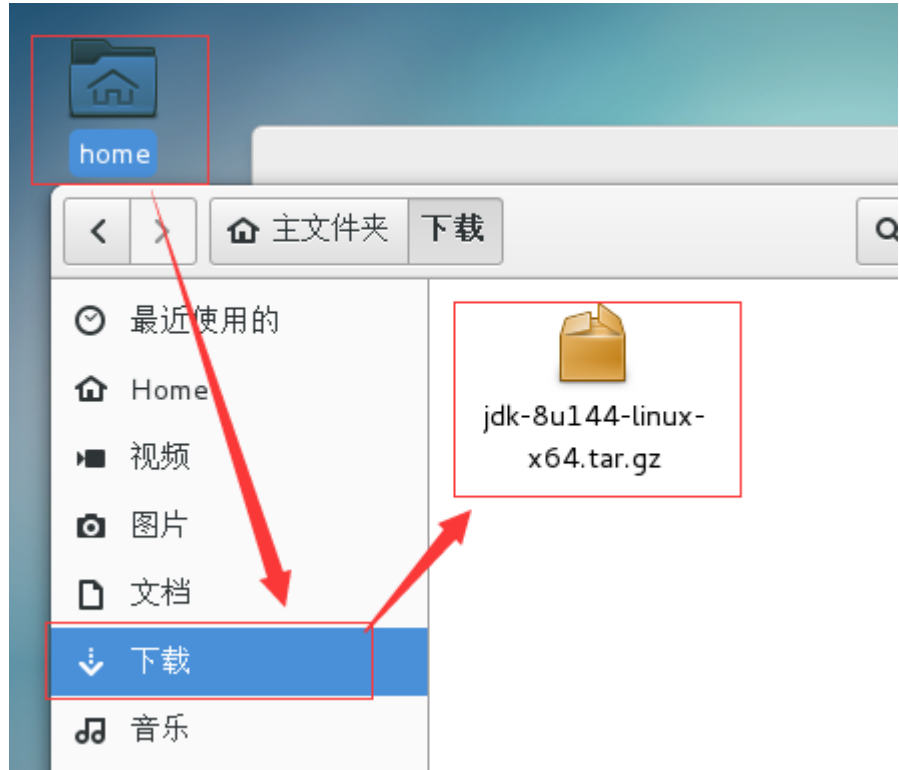 home
主文件夹 下载
最近使用的
Home
视频
图片
文档
下载
音乐
jdk-8u144-linux-
x64.tar.gz